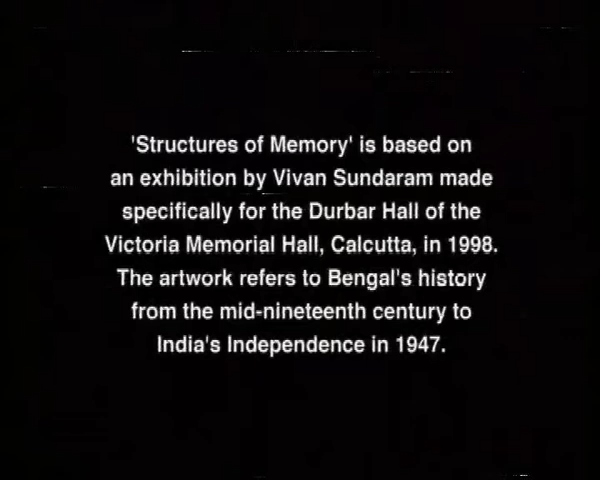 'Structures of Memory' is based on
an exhibition by Vivan Sundaram made
specifically for the Durbar Hall of the
Victoria Memorial Hall, Calcutta, in 1998.
The artwork refers to Bengal's history
from the mid-nineteenth century to
India's Independence in 1947.